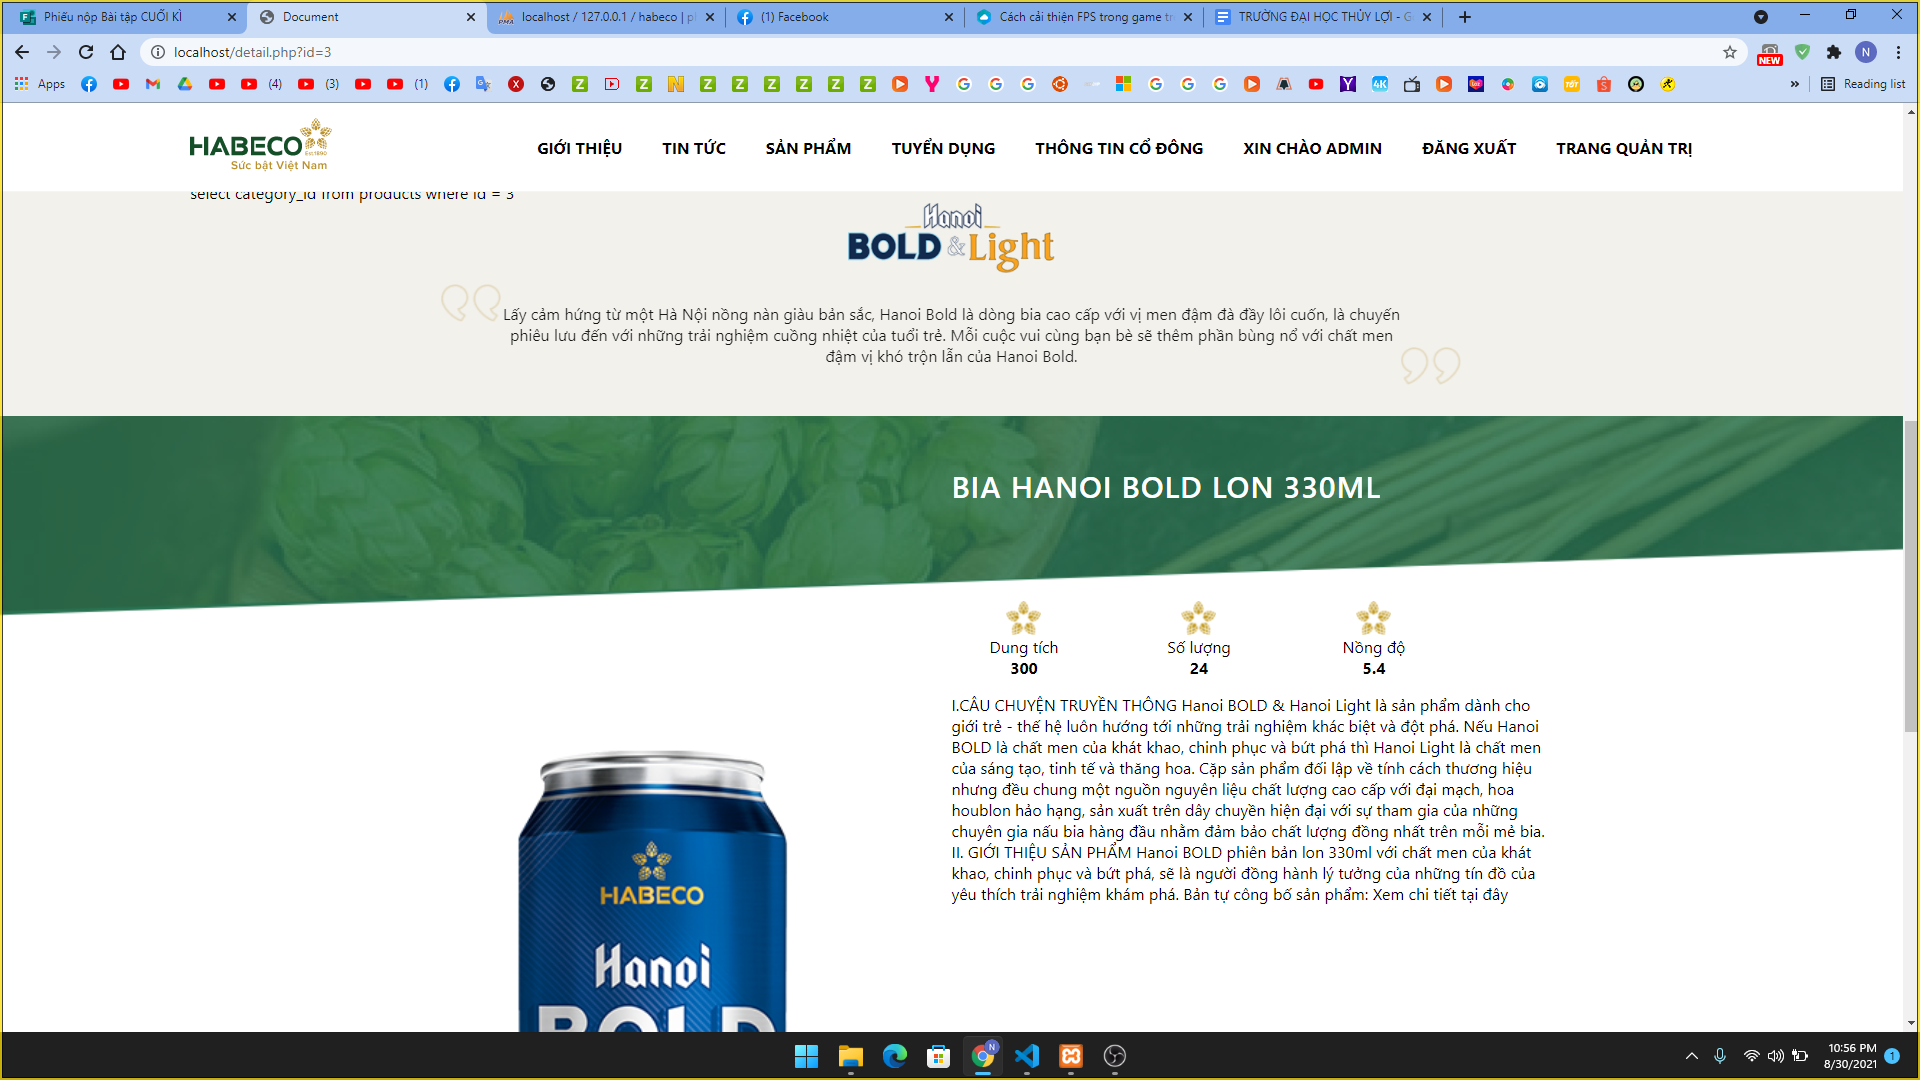 Phiếu nộp Bài tập CUỐI KÌ
Document
localhost / 127.0.0.1 / habeco | pl
(1) Facebook
Cách cải thiện FPS trong game tr
TRƯỜNG ĐẠI HỌC THỦY LỢI - G
localhost/detail.php?id=3
N
NEW
Apps
(4)
(3)
(1)
Reading list
HABECO
Est.1890
Sức bật Việt Nam
GIỚI THIỆU
TIN TỨC
SẢN PHẨM
TUYỂN DỤNG
THÔNG TIN CỔ ĐÔNG
XIN CHÀO ADMIN
ĐĂNG XUẤT
TRANG QUẢN TRỊ
select category_id from products where id = 3
Hanoi
BOLD & Light
Lấy cảm hứng từ một Hà Nội nồng nàn giàu bản sắc, Hanoi Bold là dòng bia cao cấp với vị men đậm đà đầy lôi cuốn, là chuyến
phiêu lưu đến với những trải nghiệm cuồng nhiệt của tuổi trẻ. Mỗi cuộc vui cùng bạn bè sẽ thêm phần bùng nổ với chất men
đậm vị khó trộn lẫn của Hanoi Bold.
BIA HANOI BOLD LON 330ML
Dung tích
300
Số lượng
24
Nồng độ
5.4
I.CÂU CHUYỆN TRUYỀN THÔNG Hanoi BOLD & Hanoi Light là sản phẩm dành cho
giới trẻ - thế hệ luôn hướng tới những trải nghiệm khác biệt và đột phá. Nếu Hanoi
BOLD là chất men của khát khao, chinh phục và bứt phá thì Hanoi Light là chất men
của sáng tạo, tinh tế và thăng hoa. Cặp sản phẩm đối lập về tính cách thương hiệu
nhưng đều chung một nguồn nguyên liệu chất lượng cao cấp với đại mạch, hoa
houblon hảo hạng, sản xuất trên dây chuyền hiện đại với sự tham gia của những
chuyên gia nấu bia hàng đầu nhằm đảm bảo chất lượng đồng nhất trên mỗi mẻ bia.
II. GIỚI THIỆU SẢN PHẨM Hanoi BOLD phiên bản lon 330ml với chất men của khát
khao, chinh phục và bứt phá, sẽ là người đồng hành lý tưởng của những tín đồ của
yêu thích trải nghiệm khám phá. Bản tự công bố sản phẩm: Xem chi tiết tại đây
HABECO
Hanoi
BOLD
10:56 PM
8/30/2021
1